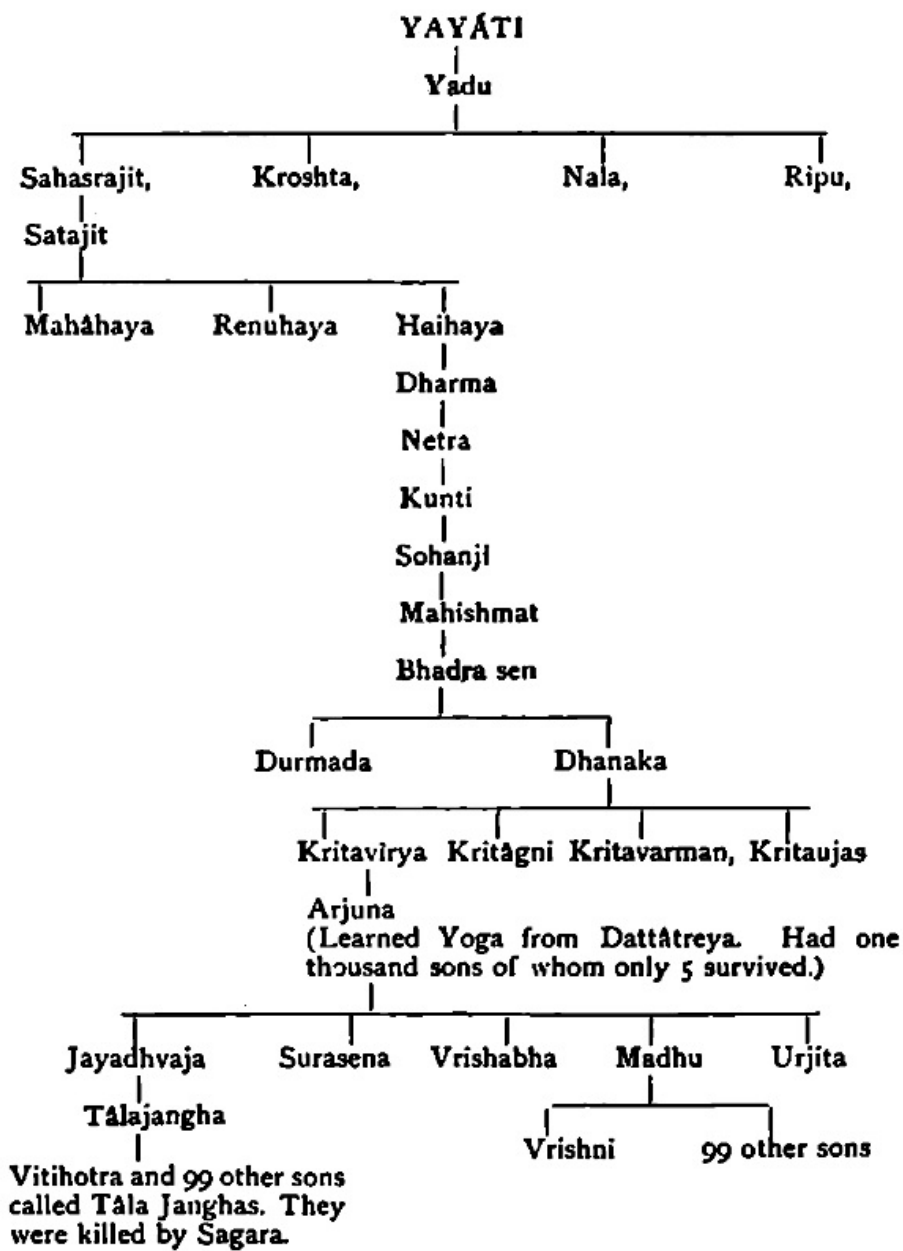 YAYÁTI
Yadu
Sahasrajit, Kroshta, Nala, Ripu,
Satajit
Mahâhaya Renuhaya Haihaya
Dharma
Netra
Kunti
Sohanji
Mahishmat
Bhadra sen
Durmada Dhanaka
Kritavîrya Kritâgni Kritavarman, Kritaujas
Arjuna
(Learned Yoga from Dattâtreya. Had one
thousand sons of whom only 5 survived.)
Jayadhvaja Surasena Vrishabha Madhu Urjita
Tâlajangha
Vrishni 99 other sons
Vitihotra and 99 other sons
called Tâla Janghas. They
were killed by Sagara.